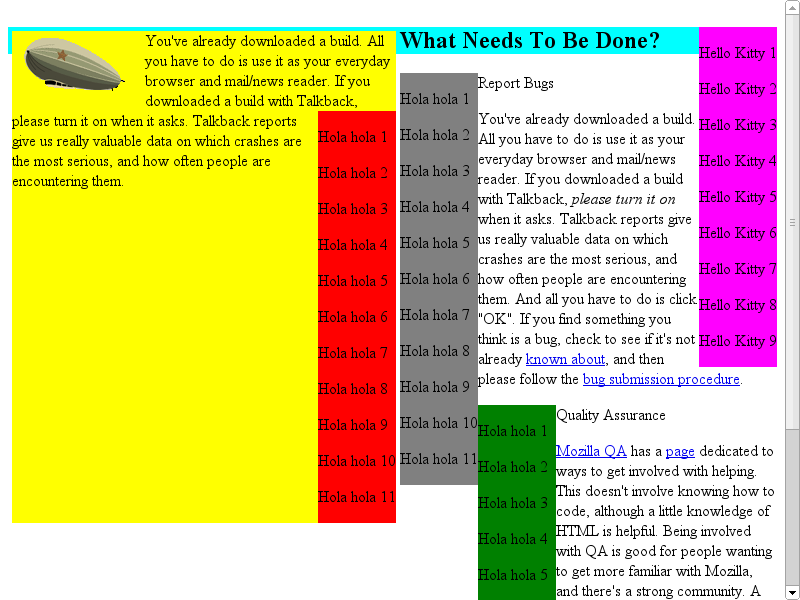 You've already downloaded a build. All
you have to do is use it as your everyday
browser and mail/news reader. If you
downloaded a build with Talkback,
please turn it on when it asks. Talkback reports
give us really valuable data on which crashes are
the most serious, and how often people are
encountering them.
Hola hola 1
Hola hola 2
Hola hola 3
Hola hola 4
Hola hola 5
Hola hola 6
Hola hola 7
Hola hola 8
Hola hola 9
Hola hola 10
Hola hola 11
What Needs To Be Done?
Hola hola 1
Hola hola 2
Hola hola 3
Hola hola 4
Hola hola 5
Hola hola 6
Hola hola 7
Hola hola 8
Hola hola 9
Hola hola 10
Hola hola 11
Report Bugs
You've already downloaded a build.
All you have to do is use it as your
everyday browser and mail/news
reader. If you downloaded a build
with Talkback, please turn it on
when it asks. Talkback reports give
us really valuable data on which
crashes are the most serious, and
how often people are encountering
them. And all you have to do is click
"OK". If you find something you
think is a bug, check to see if it's not
already known about, and then
please follow the bug submission procedure.
Hello Kitty 1
Hello Kitty 2
Hello Kitty 3
Hello Kitty 4
Hello Kitty 5
Hello Kitty 6
Hello Kitty 7
Hello Kitty 8
Hello Kitty 9
Hola hola 1
Hola hola 2
Hola hola 3
Hola hola 4
Hola hola 5
Quality Assurance
Mozilla QA has a page dedicated to
ways to get involved with helping.
This doesn't involve knowing how to
code, although a little knowledge of
HTML is helpful. Being involved
with QA is good for people wanting
to get more familiar with Mozilla,
and there's a strong community. A